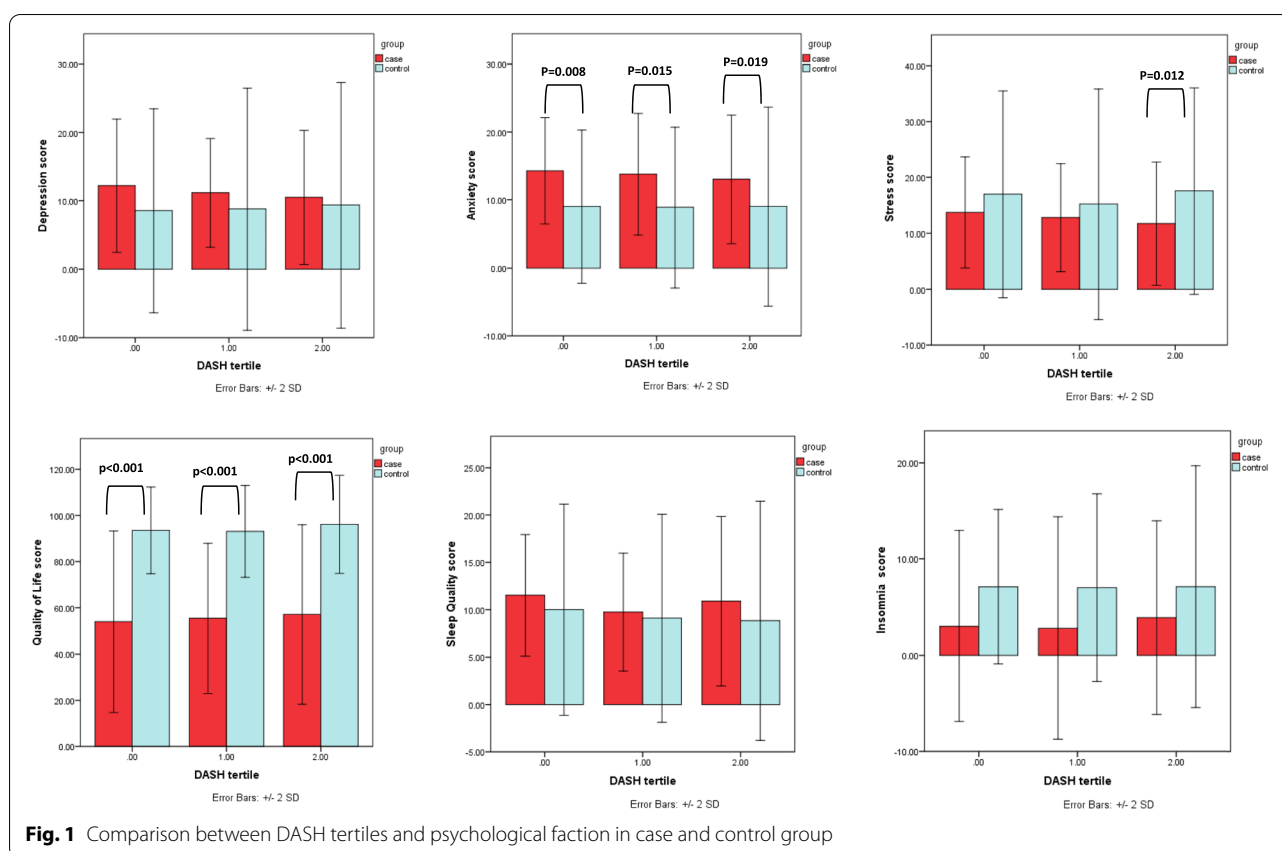 group
case
control
30.00
20.00
10.00
0.00
-10.00
Depression score
.00 1.00 2.00
DASH tertile
Error Bars: +/- 2 SD
group
case
control
P=0.008 P=0.015 P=0.019
30.00
20.00
10.00
0.00
-10.00
Anxiety score
.00 1.00 2.00
DASH tertile
Error Bars: +/- 2 SD
group
case
control
P=0.012
40.00
30.00
20.00
10.00
0.00
-10.00
Stress score
.00 1.00 2.00
DASH tertile
Error Bars: +/- 2 SD
group
case
control
p<0.001 p<0.001 p<0.001
120.00
100.00
80.00
60.00
40.00
20.00
0.00
Quality of Life score
.00 1.00 2.00
DASH tertile
Error Bars: +/- 2 SD
group
case
control
25.00
20.00
15.00
10.00
5.00
0.00
-5.00
Sleep Quality score
.00 1.00 2.00
DASH tertile
Error Bars: +/- 2 SD
group
case
control
20.00
10.00
0.00
-10.00
Insomnia score
.00 1.00 2.00
DASH tertile
Error Bars: +/- 2 SD
Fig. 1 Comparison between DASH tertiles and psychological faction in case and control group